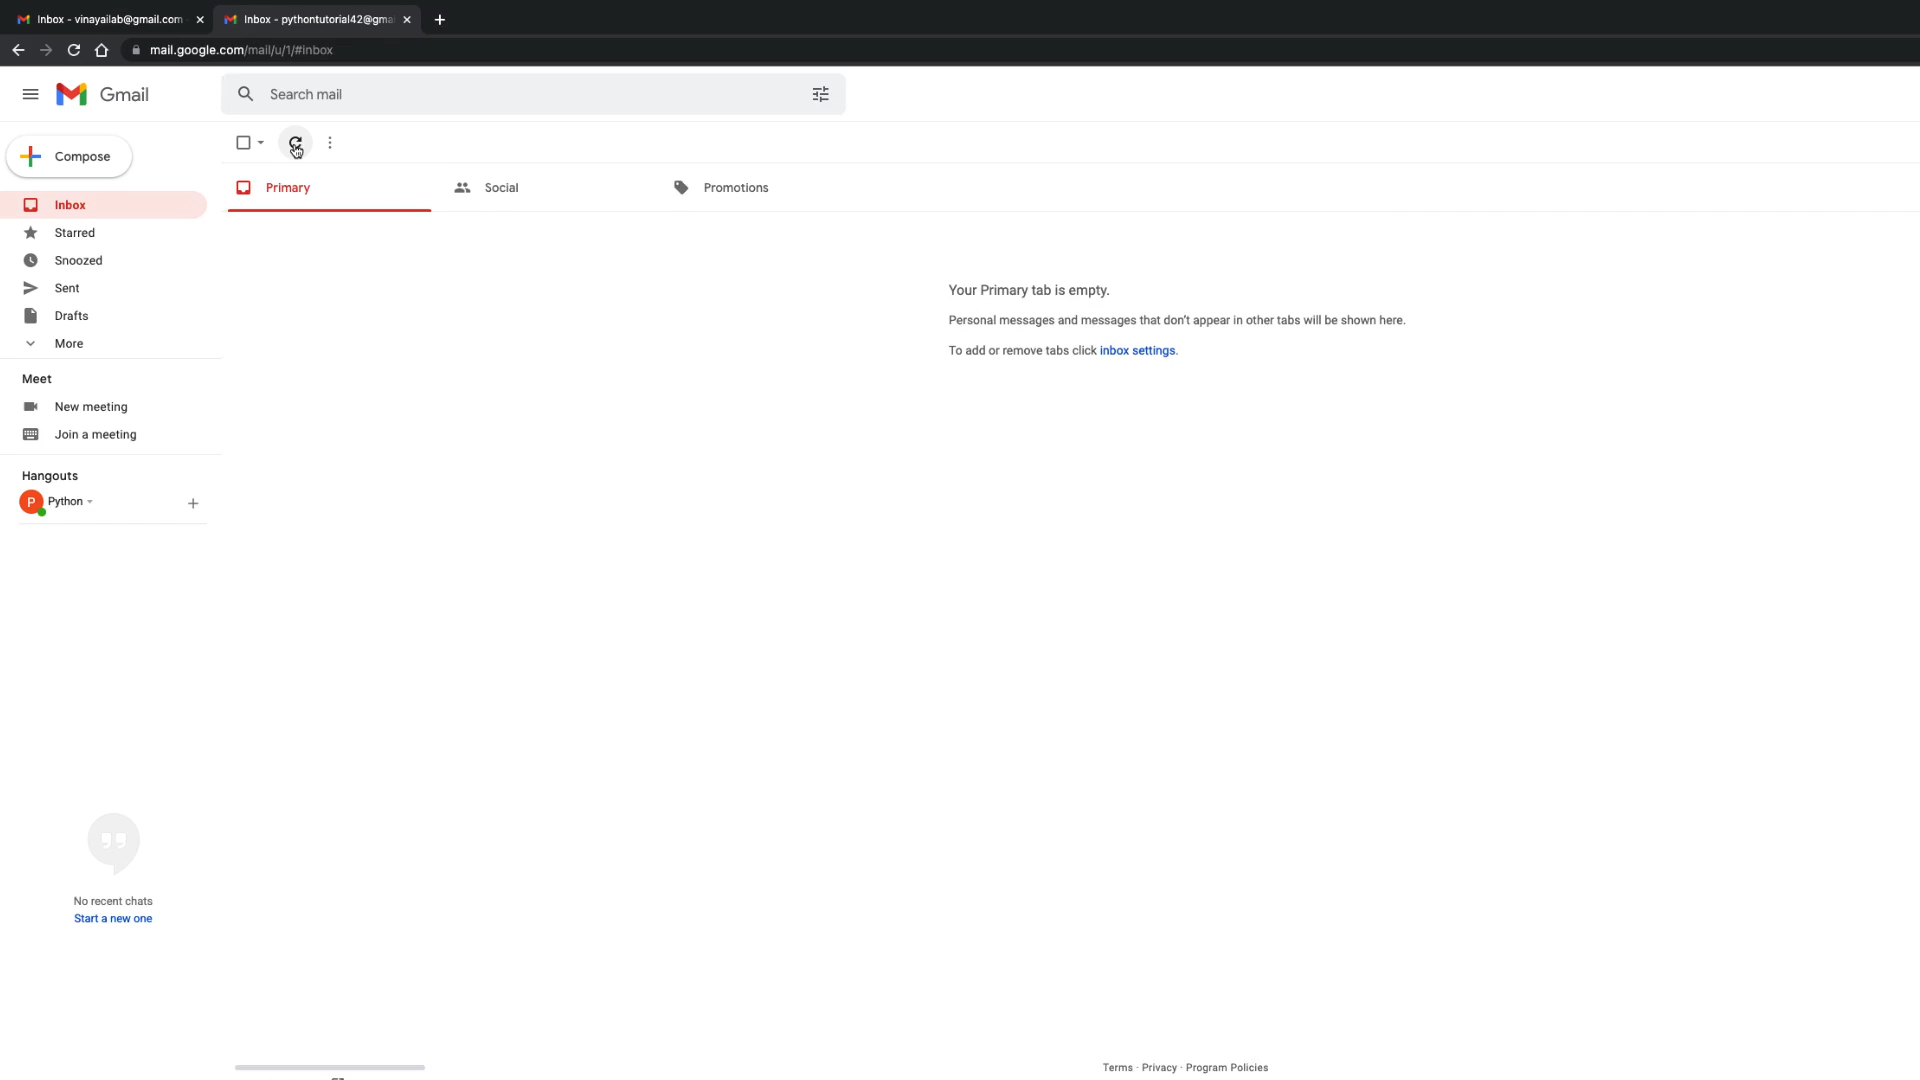 Inbox - vinayailab@gmail.com
Inbox - pythontutorial42@gma
mail.google.com/mail/u/1/#inbox
Gmail
Search mail
Compose
Primary
Social
Promotions
Inbox
Starred
Snoozed
Sent
Drafts
More
Your Primary tab is empty.
Personal messages and messages that don't appear in other tabs will be shown here.
To add or remove tabs click inbox settings.
Meet
New meeting
Join a meeting
Hangouts
P Python
No recent chats
Start a new one
Terms · Privacy · Program Policies